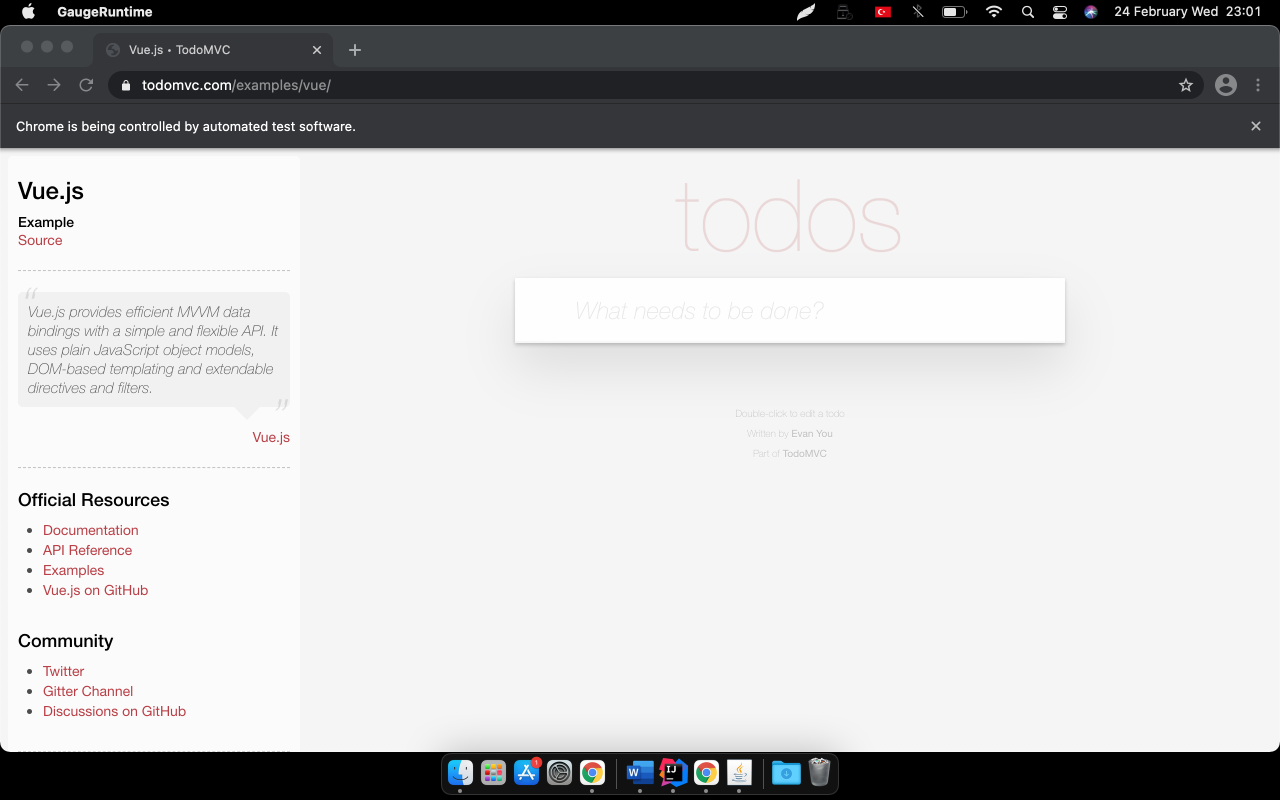 GaugeRuntime
24 February Wed 23:01
Vue.js • TodoMVC
todomvc.com/examples/vue/
Chrome is being controlled by automated test software.
Vue.js
Example
Source
“
Vue.js provides efficient MVVM data
bindings with a simple and flexible API. It
uses plain JavaScript object models,
DOM-based templating and extendable
directives and filters.
”
Vue.js
Official Resources
Documentation
API Reference
Examples
Vue.js on GitHub
Community
Twitter
Gitter Channel
Discussions on GitHub
todos
What needs to be done?
Double-click to edit a todo
Written by Evan You
Part of TodoMVC
1
W
IJ